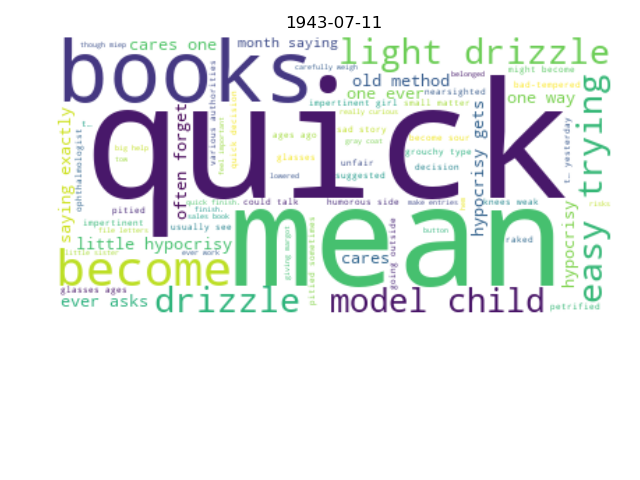 1943-07-11
though miep
cares one
month saying
books
light drizzle
carefully weigh
belonged
might become
old method
nearsighted
bad-tempered
one ever
one way
quick
impertinent girl
small matter
various authorities
quick decision
feel important
often forget
saying exactly
ophthalmologist
t…
ages ago
sad story
really curious
gray coat
become sour
hypocrisy gets
easy trying
t… yesterday
big help
tom
glasses
unfair
grouchy type
decision
lowered
suggested
pitied
quick finish.
could talk
humorous side
make entries
knees weak
risks
finish.
sales book
impertinent
file letters
usually see
mean
button
raked
hypocrisy
little hypocrisy
little sister
ever mork
giving margot
pitied sometimes
cares
going outside
become
glasses ages
ever asks
drizzle
model child
petrified